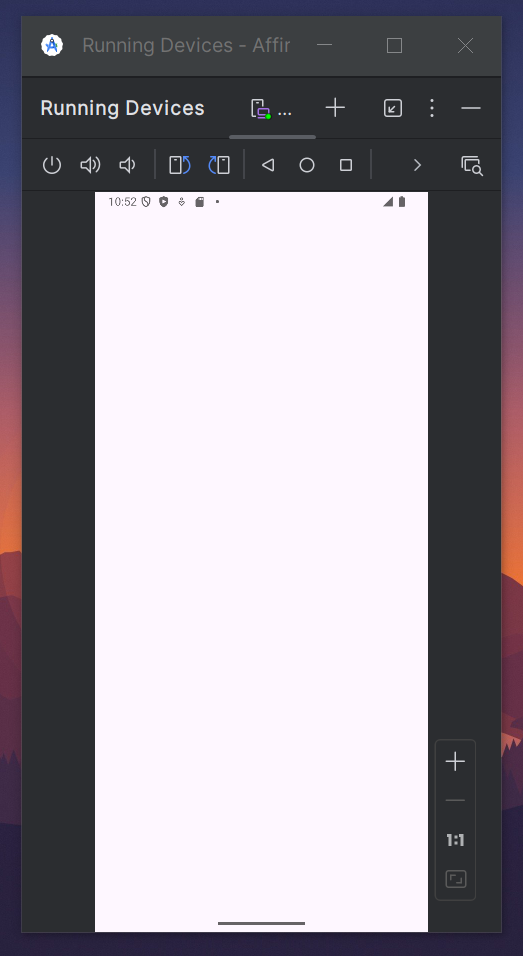 Running Devices - Affir
Running Devices
...
10:52
1:1